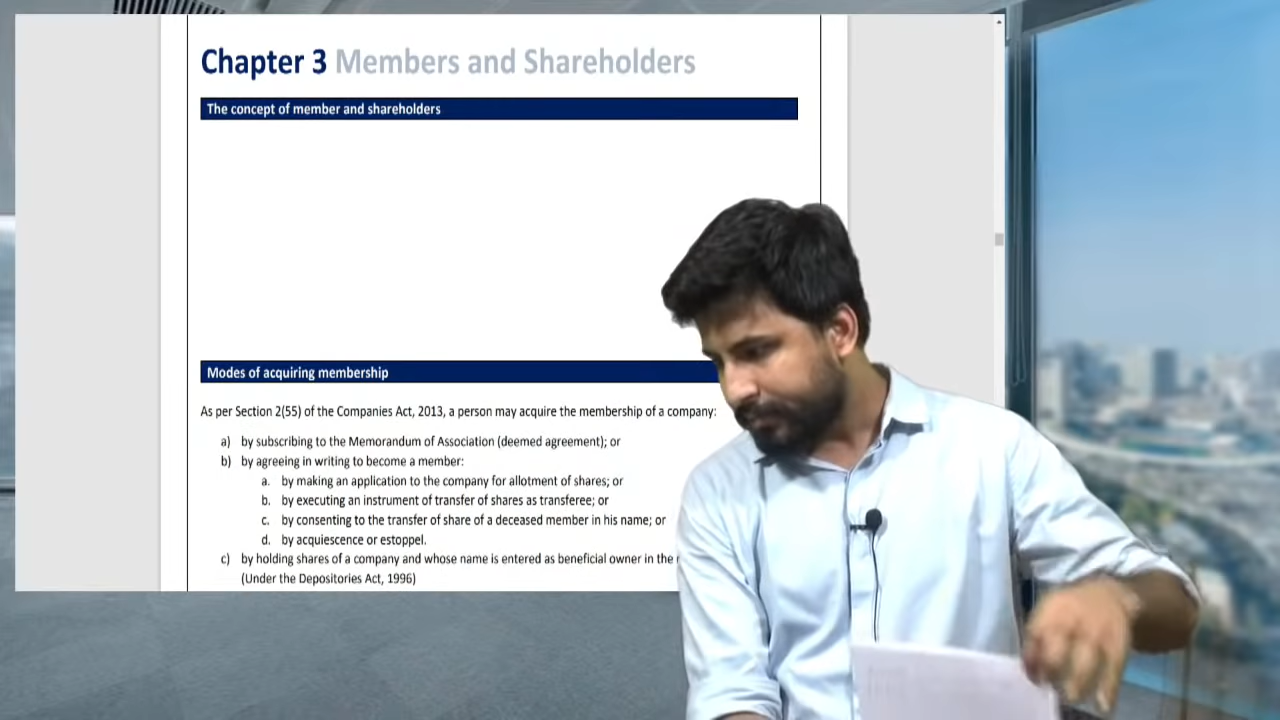 Chapter 3 Members and Shareholders
The concept of member and shareholders
Modes of acquiring membership
As per Section 2(55) of the Companies Act, 2013, a person may acquire the membership of a company:
a) by subscribing to the Memorandum of Association (deemed agreement); or
b) by agreeing in writing to become a member:
a. by making an application to the company for allotment of shares; or
b. by executing an instrument of transfer of shares as transferee; or
c. by consenting to the transfer of share of a deceased member in his name; or
d. by acquiescence or estoppel.
c) by holding shares of a company and whose name is entered as beneficial owner in the
(Under the Depositories Act, 1996)